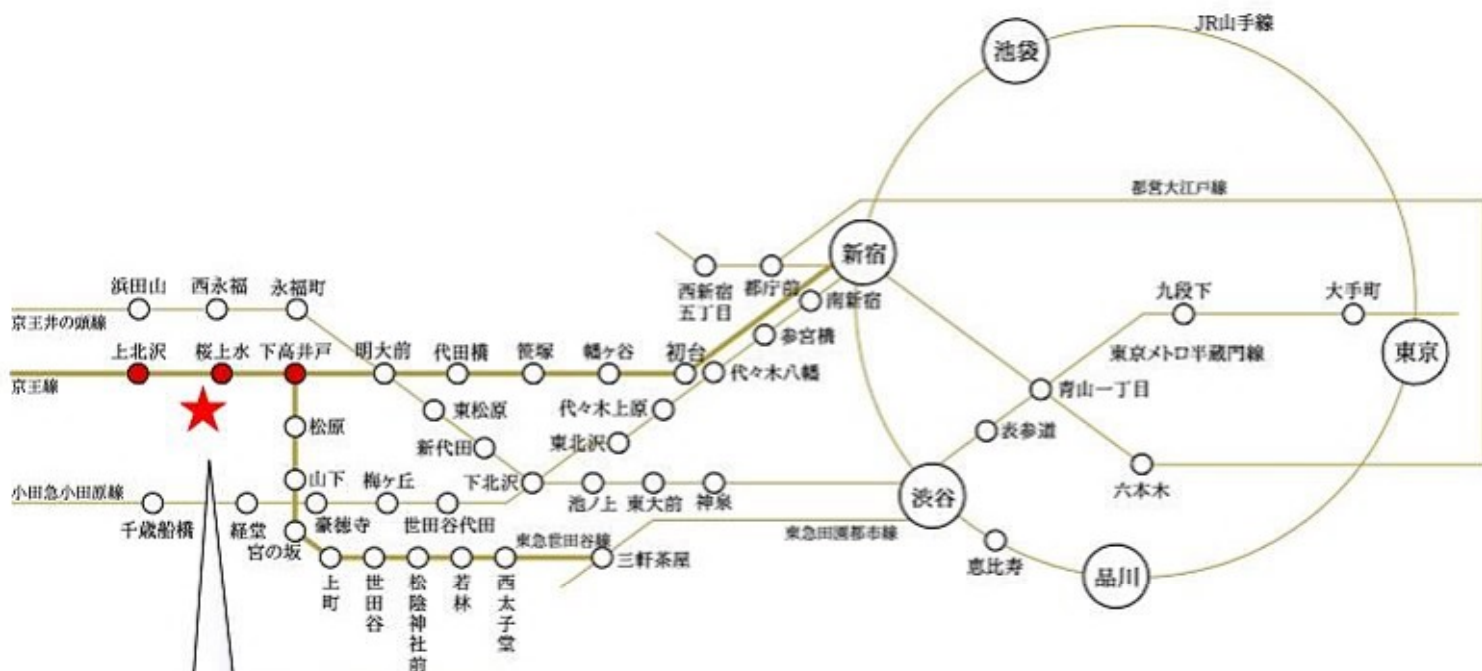 JR山手線
池袋
都営大江戸線
新宿
西新宿
五丁目
都庁前
南新宿
浜田山
西永福
永福町
京王井の頭線
九段下
大手町
参宮橋
上北沢
桜上水
下高井戸
明大前
代田橋
笹塚
幡ヶ谷
初台
代々木八幡
東京メトロ半蔵門線
東京
京王線
青山一丁目
代々木上原
東松原
松原
表参道
東北沢
新代田
小田急小田原線
山下
梅ヶ丘
下北沢
池ノ上
東大前
神泉
渋谷
六本木
千歳船橋
経堂
豪徳寺
世田谷代田
宮の坂
東急世田谷線
東急田園都市線
三軒茶屋
恵比寿
品川
上町
世田谷
松陰神社前
若林
西太子堂